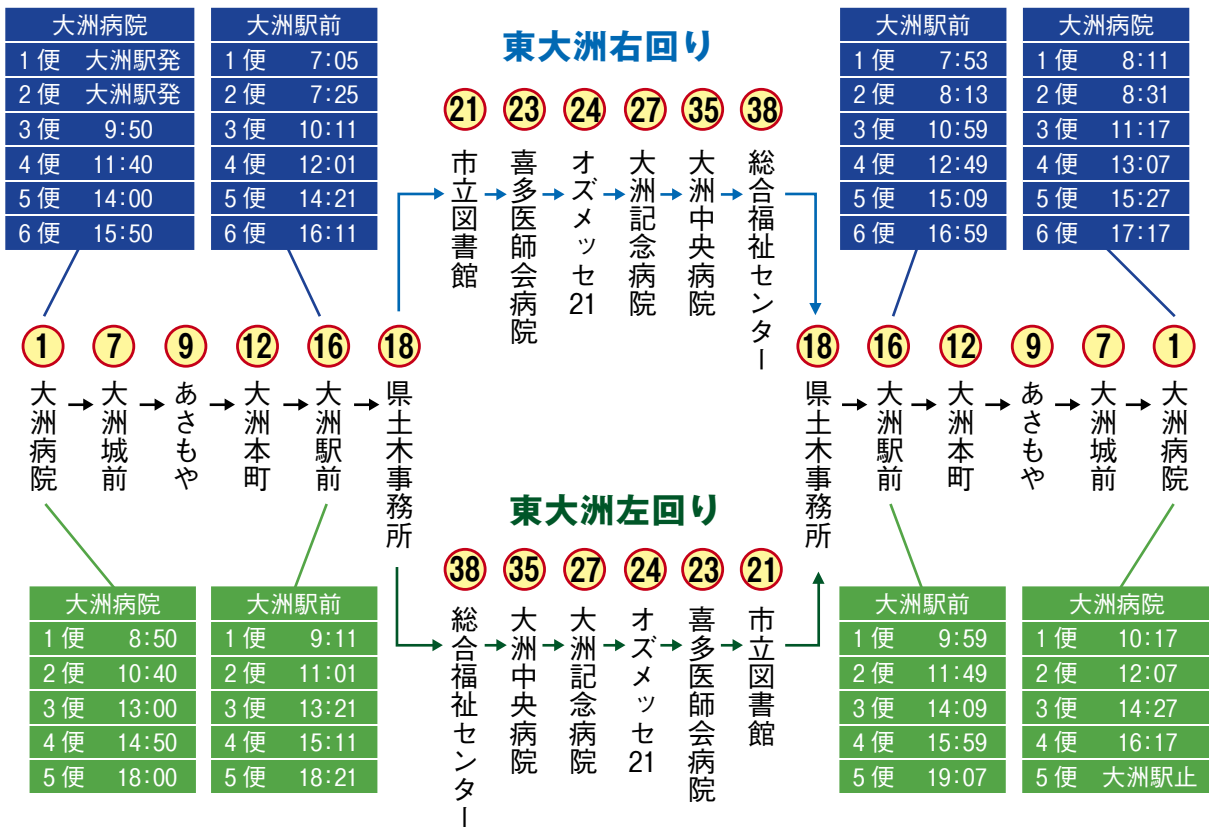 大洲病院
1便 大洲駅発
2便 大洲駅発
3便 9:50
4便 11:40
5便 14:00
6便 15:50
大洲駅前
1便 7:05
2便 7:25
3便 10:11
4便 12:01
5便 14:21
6便 16:11
東大洲右回り
21 市立図書館
23 喜多医師会病院
24 オズメッセ21
27 大洲記念病院
35 大洲中央病院
38 総合福祉センター
大洲駅前
1便 7:53
2便 8:13
3便 10:59
4便 12:49
5便 15:09
6便 16:59
大洲病院
1便 8:11
2便 8:31
3便 11:17
4便 13:07
5便 15:27
6便 17:17
1 大洲病院
7 大洲城前
9 あさもや
12 大洲本町
16 大洲駅前
18 県土木事務所
18 県土木事務所
16 大洲駅前
12 大洲本町
9 あさもや
7 大洲城前
1 大洲病院
東大洲左回り
38 総合福祉センター
35 大洲中央病院
27 大洲記念病院
24 オズメッセ21
23 喜多医師会病院
21 市立図書館
大洲病院
1便 8:50
2便 10:40
3便 13:00
4便 14:50
5便 18:00
大洲駅前
1便 9:11
2便 11:01
3便 13:21
4便 15:11
5便 18:21
大洲駅前
1便 9:59
2便 11:49
3便 14:09
4便 15:59
5便 19:07
大洲病院
1便 10:17
2便 12:07
3便 14:27
4便 16:17
5便 大洲駅止